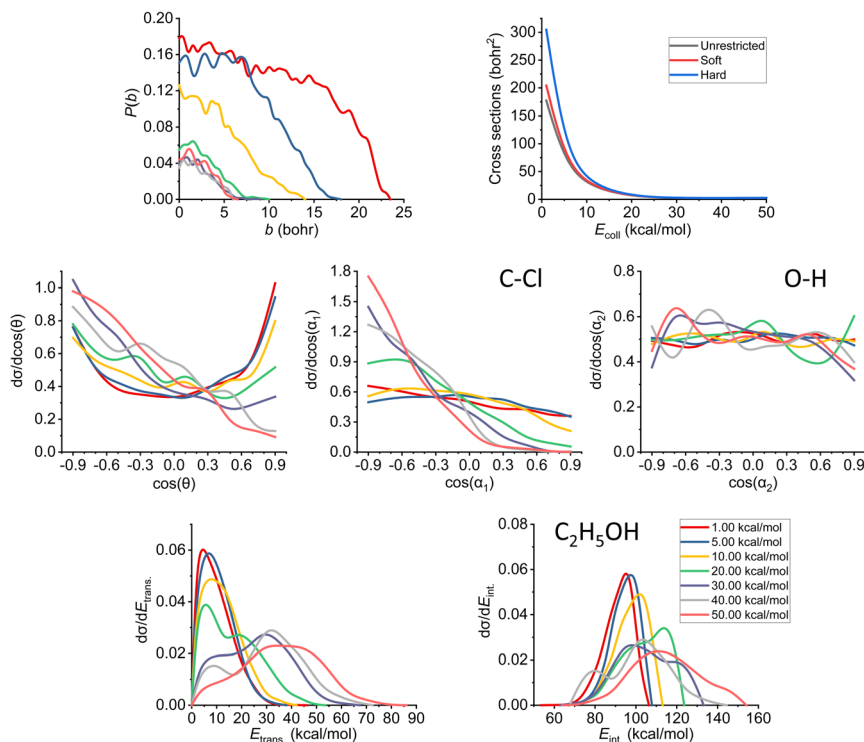 0.20
0.16
0.12
0.08
0.04
0.00
P(b)
0 5 10 15 20 25
b (bohr)
350
300
250
200
150
100
50
0
Cross sections (bohr²)
Unrestricted
Soft
Hard
0 10 20 30 40 50
E_coll (kcal/mol)
1.0
0.8
0.6
0.4
0.2
0.0
dσ/dcos(θ)
-0.9 -0.6 -0.3 0.0 0.3 0.6 0.9
cos(θ)
C-Cl
1.8
1.5
1.2
0.9
0.6
0.3
0.0
dσ/dcos(α₁)
-0.9 -0.6 -0.3 0.0 0.3 0.6 0.9
cos(α₁)
O-H
0.8
0.6
0.4
0.2
0.0
dσ/dcos(α₂)
-0.9 -0.6 -0.3 0.0 0.3 0.6 0.9
cos(α₂)
0.06
0.04
0.02
0.00
dσ/dE_trans.
0 10 20 30 40 50 60 70 80 90
E_trans. (kcal/mol)
C₂H₅OH
0.08
0.06
0.04
0.02
0.00
dσ/dE_int.
60 80 100 120 140 160
E_int. (kcal/mol)
1.00 kcal/mol
5.00 kcal/mol
10.00 kcal/mol
20.00 kcal/mol
30.00 kcal/mol
40.00 kcal/mol
50.00 kcal/mol